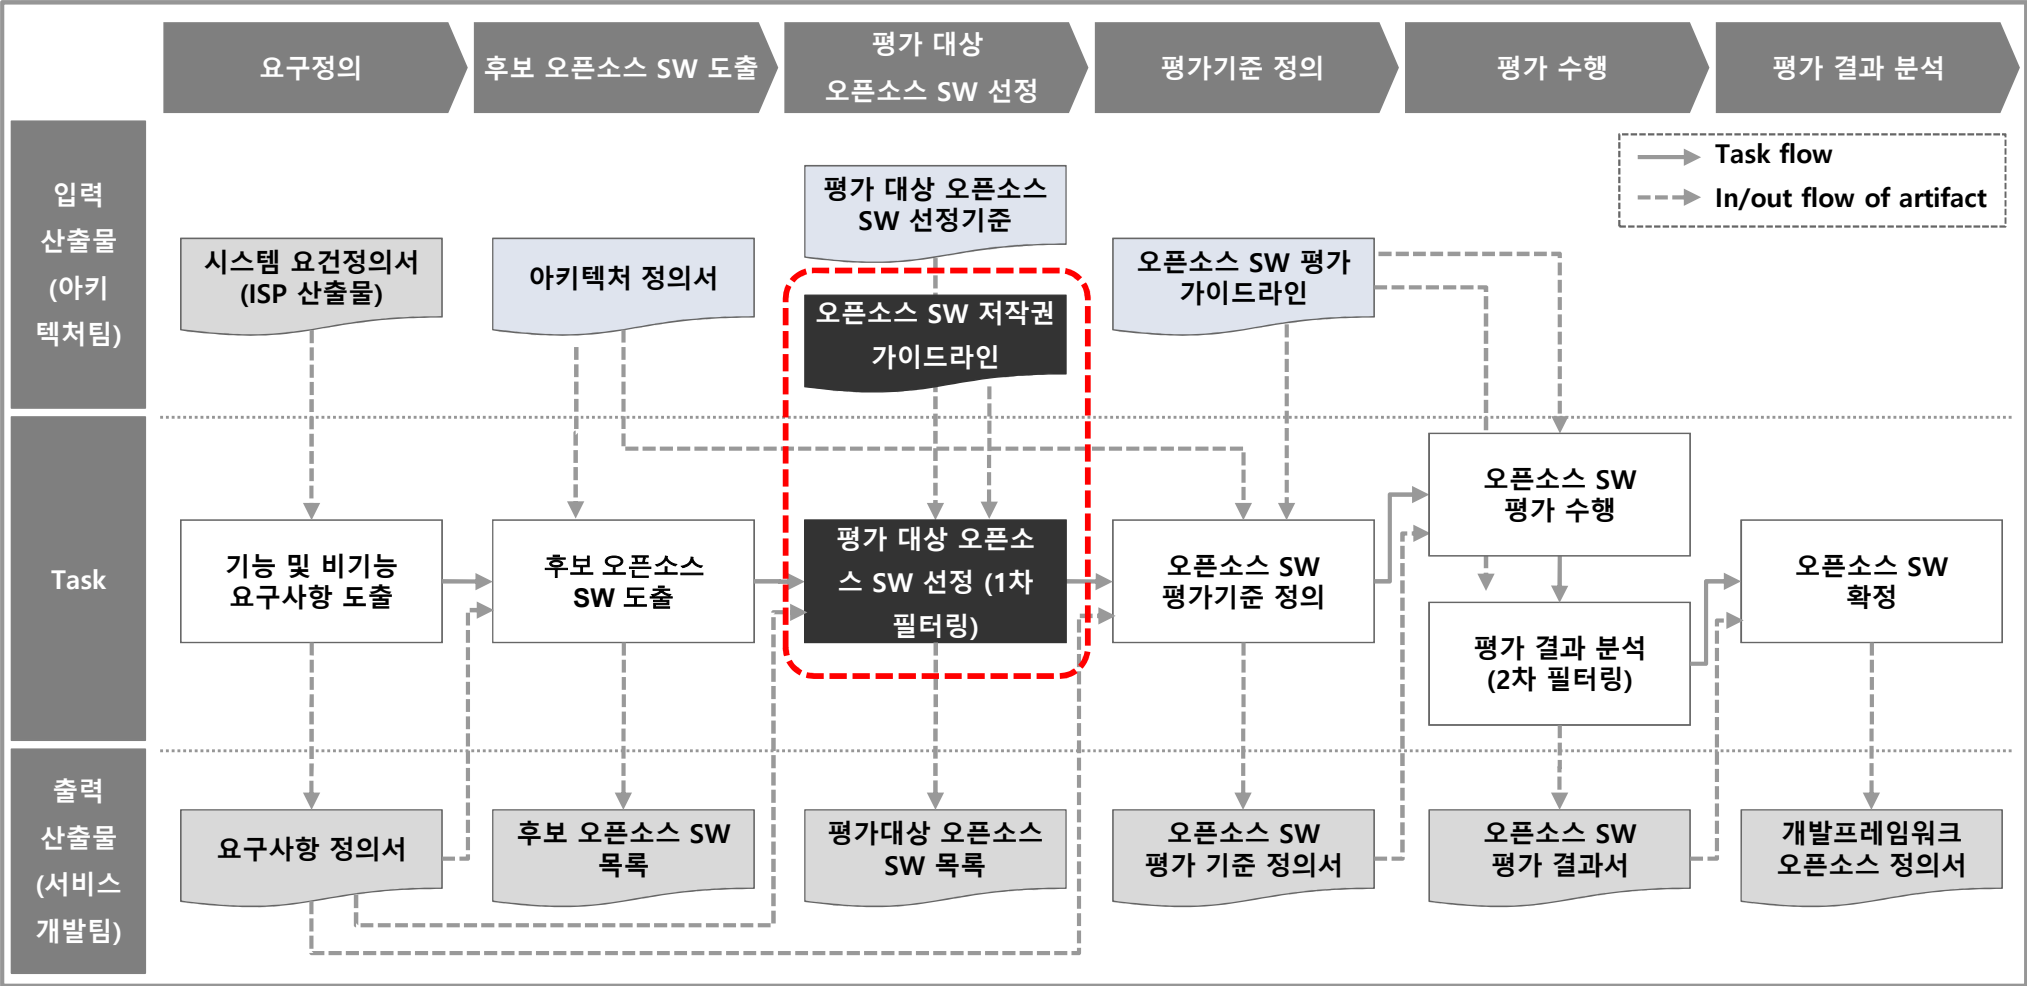 요구정의
후보 오픈소스 SW 도출
평가 대상
오픈소스 SW 선정
평가기준 정의
평가 수행
평가 결과 분석
Task flow
In/out flow of artifact
입력
산출물
(아키
텍처팀)
시스템 요건정의서
(ISP 산출물)
아키텍처 정의서
평가 대상 오픈소스
SW 선정기준
오픈소스 SW 저작권
가이드라인
오픈소스 SW 평가
가이드라인
Task
기능 및 비기능
요구사항 도출
후보 오픈소스
SW 도출
평가 대상 오픈소
스 SW 선정 (1차
필터링)
오픈소스 SW
평가기준 정의
오픈소스 SW
평가 수행
평가 결과 분석
(2차 필터링)
오픈소스 SW
확정
출력
산출물
(서비스
개발팀)
요구사항 정의서
후보 오픈소스 SW
목록
평가대상 오픈소스
SW 목록
오픈소스 SW
평가 기준 정의서
오픈소스 SW
평가 결과서
개발프레임워크
오픈소스 정의서